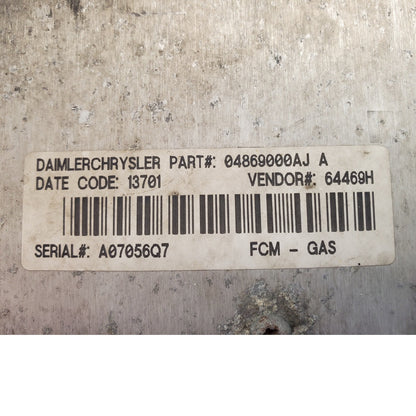 DAIMLERCHRYSLER PART#: 04869000AJ A
DATE CODE: 13701 VENDOR#: 64469H
SERIAL#: A07056Q7 FCM - GAS